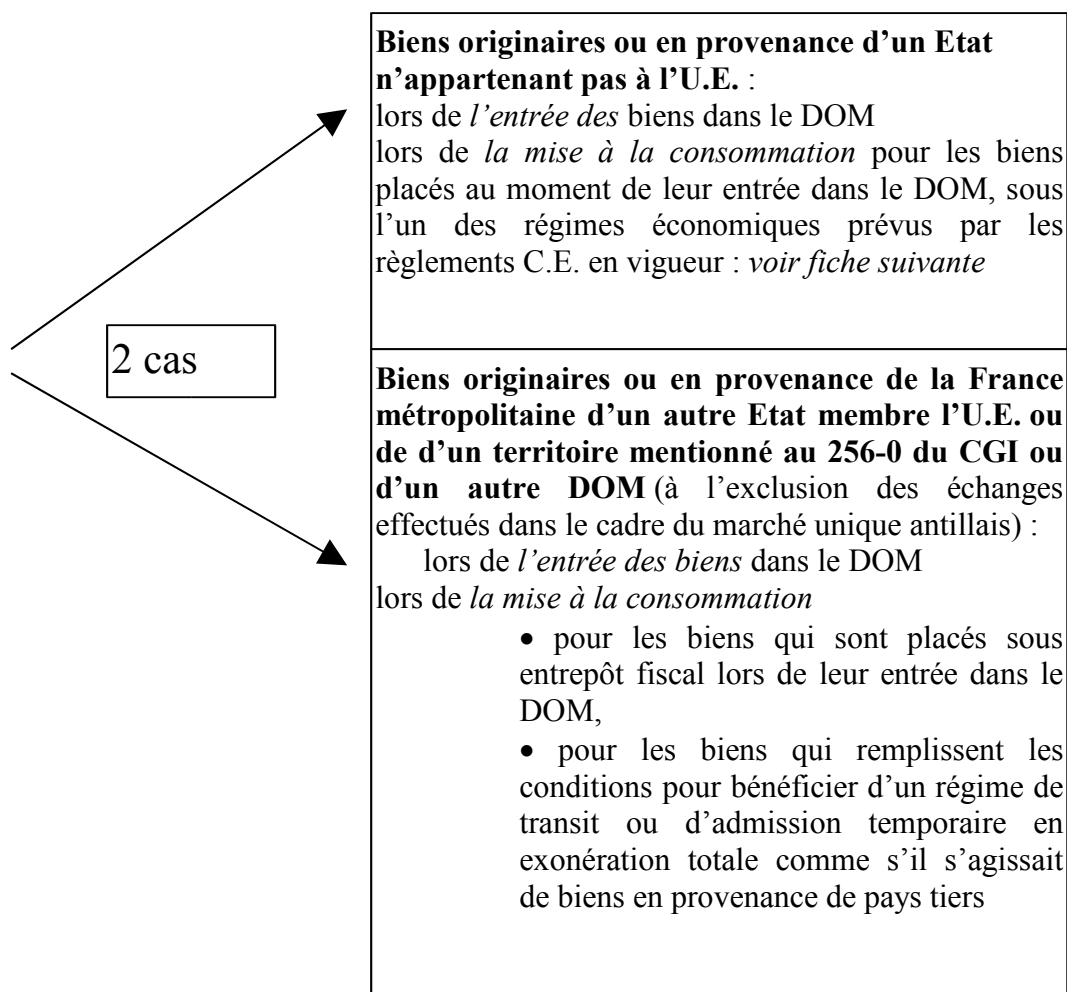 Biens originaires ou en provenance d’un Etat
n’appartenant pas à l’U.E. :
lors de l’entrée des biens dans le DOM
lors de la mise à la consommation pour les biens
placés au moment de leur entrée dans le DOM, sous
l’un des régimes économiques prévus par les
règlements C.E. en vigueur : voir fiche suivante
2 cas
Biens originaires ou en provenance de la France
métropolitaine d’un autre Etat membre l’U.E. ou
de d’un territoire mentionné au 256-0 du CGI ou
d’un autre DOM (à l’exclusion des échanges
effectués dans le cadre du marché unique antillais) :
lors de l’entrée des biens dans le DOM
lors de la mise à la consommation
• pour les biens qui sont placés sous
entrepôt fiscal lors de leur entrée dans le
DOM,
• pour les biens qui remplissent les
conditions pour bénéficier d’un régime de
transit ou d’admission temporaire en
exonération totale comme s’il s’agissait
de biens en provenance de pays tiers